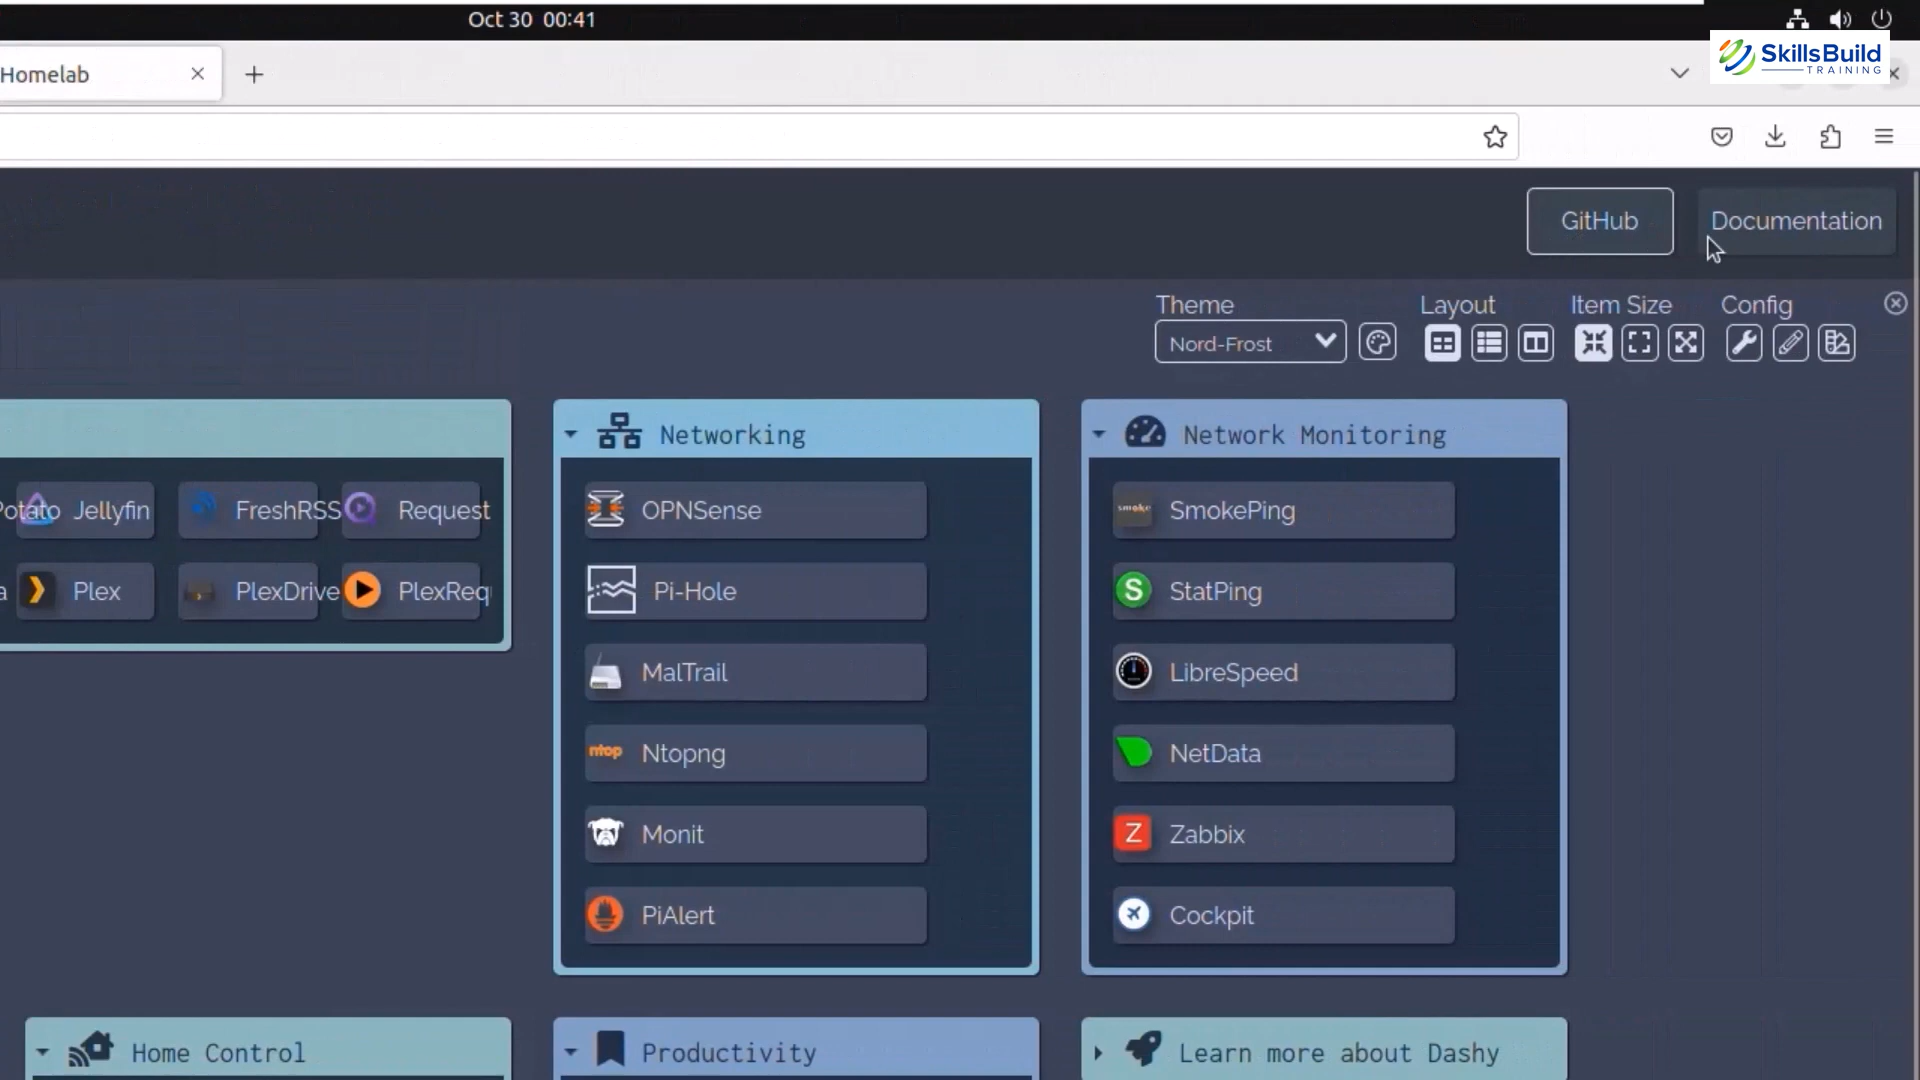 Oct 30 00:41
SkillsBuild
TRAINING
Homelab
GitHub
Documentation
Theme
Layout
Item Size
Config
Nord-Frost
Networking
Network Monitoring
Jellyfin
FreshRSS
Request
OPNSense
SmokePing
smoke
Plex
PlexDrive
PlexReq
Pi-Hole
S
StatPing
MalTrail
LibreSpeed
ntop
Ntopng
NetData
Monit
Z
Zabbix
PiAlert
Cockpit
Home Control
Productivity
Learn more about Dashy